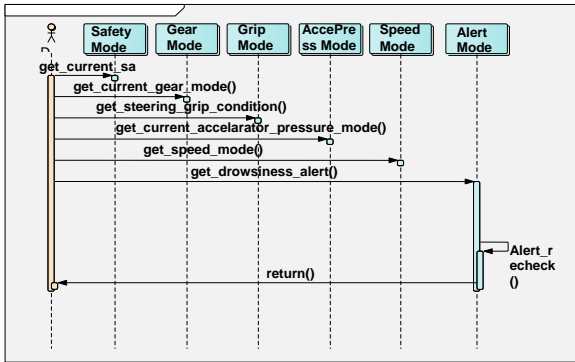 Safety
Mode
Gear
Mode
Grip
Mode
AccePre
ss Mode
Speed
Mode
Alert
Mode
get_current_sa
get_current_gear_mode()
get_steering_grip_condition()
get_current_accelarator_pressure_mode()
get_speed_mode()
get_drowsiness_alert()
Alert_r
echeck
()
return()